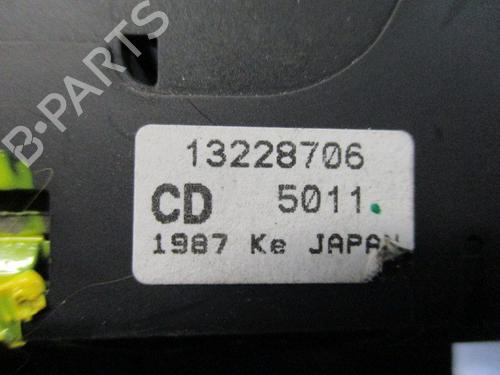 B-PARTS
13228706
CD 5011.
1987 Ke JAPAN